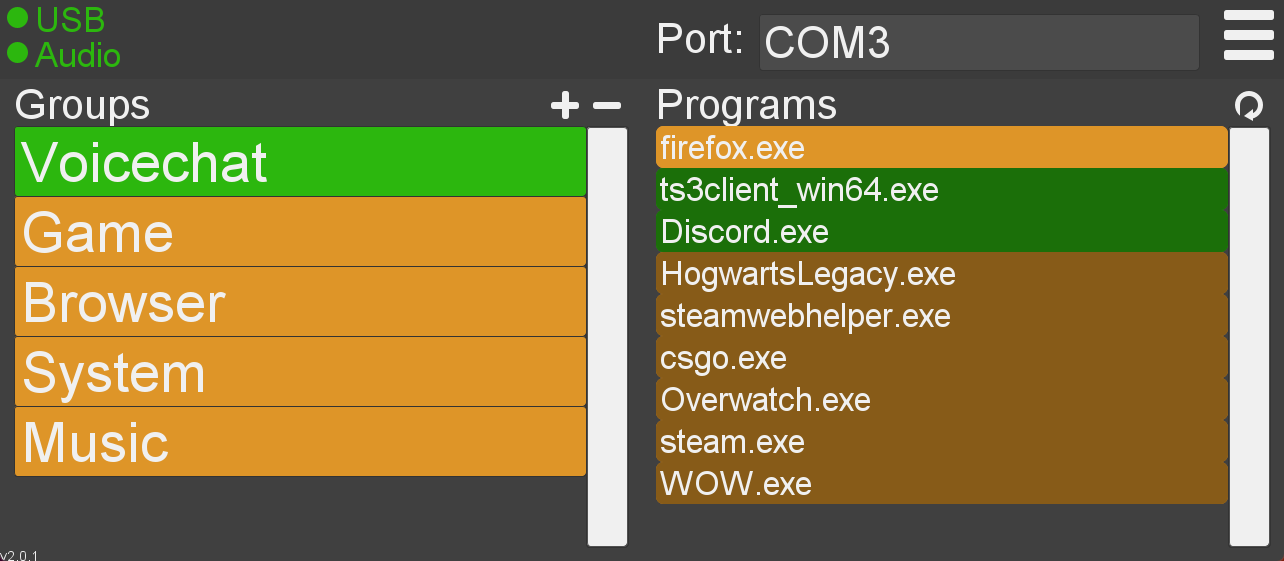 USB
Audio
Port: COM3
Groups
Voicechat
Game
Browser
System
Music
Programs
firefox.exe
ts3client_win64.exe
Discord.exe
HogwartsLegacy.exe
steamwebhelper.exe
csgo.exe
Overwatch.exe
steam.exe
WOW.exe
v2.0.1